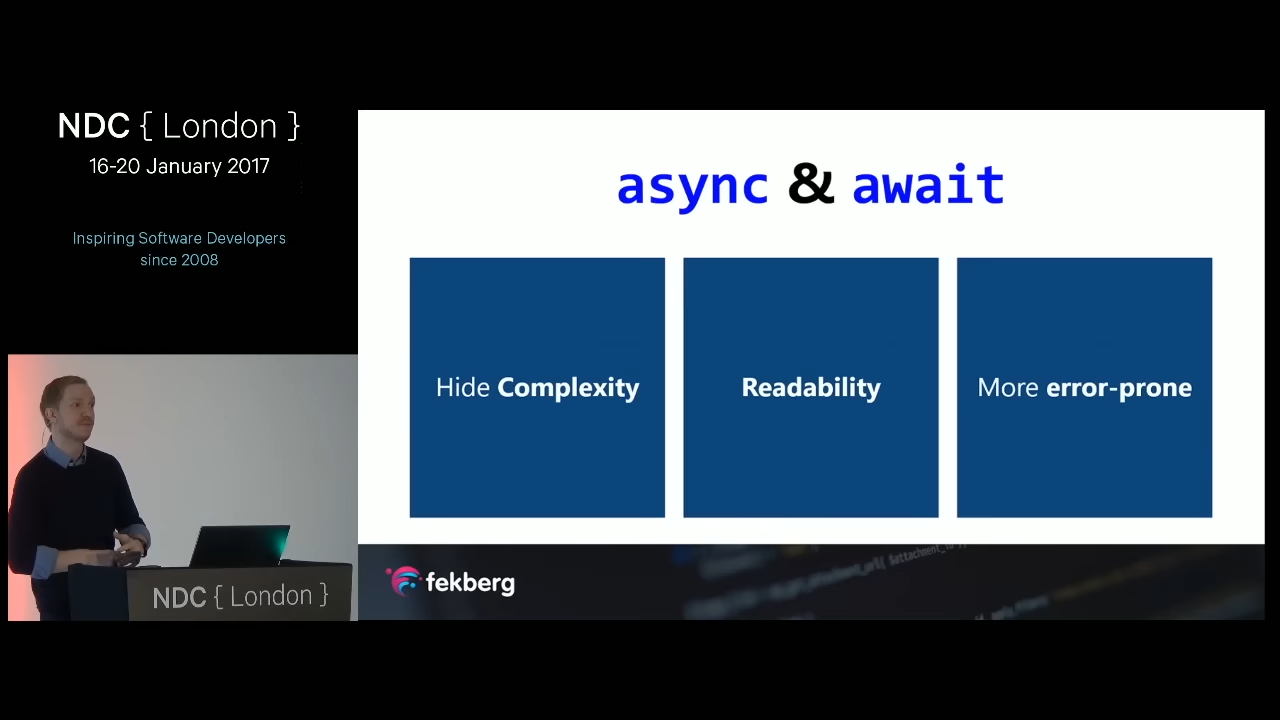 NDC { London }
16-20 January 2017
Inspiring Software Developers
since 2008
async & await
Hide Complexity
Readability
More error-prone
fekberg
NDC { London }